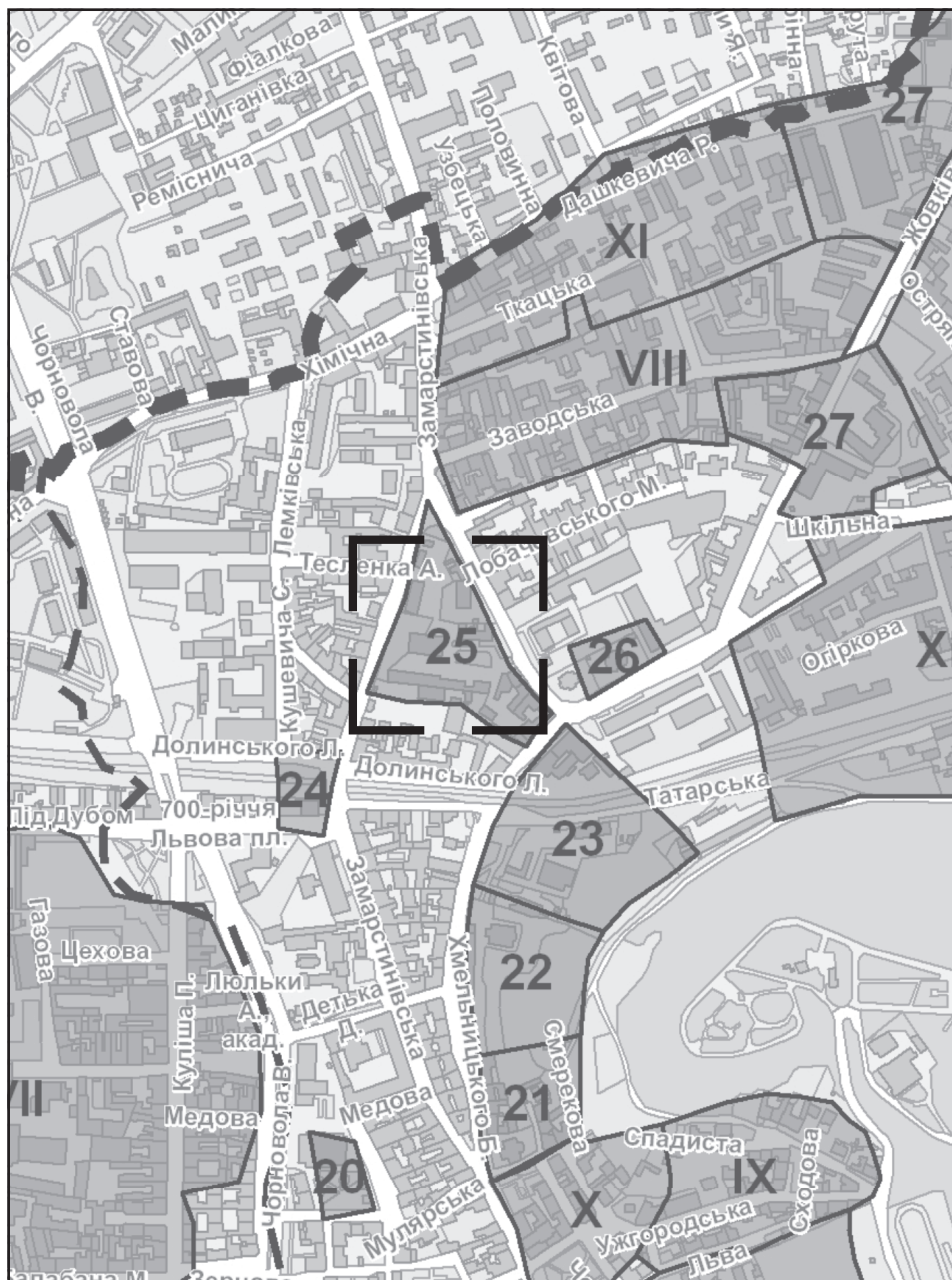 Фіалкова
Циганівка
Реміснича
Квітова
Половинна
Узбецька
Дашкевича Р.
27
XI
Ткацька
Замарстинівська
Ставова
Чорновола
В.
Хімічна
VIII
Заводська
27
Лобачевського М.
Шкільна
Лемківська
Кушевича С.
Тесленка А.
25
26
Огіркова
X
Долинського Л.
24
Долинського Л.
Татарська
700-річчя
Львова пл.
Під Дубом
23
Замарстинівська
Газова
Цехова
Куліша П.
Люльки
А.,
акад.
Детька
Д.
Хмельницького Б.
22
Смерекова
21
VII
Медова
Чорновола В.
Медова
20
Мулярська
Спадиста
IX
Сходова
X
Ужгородська
Льва